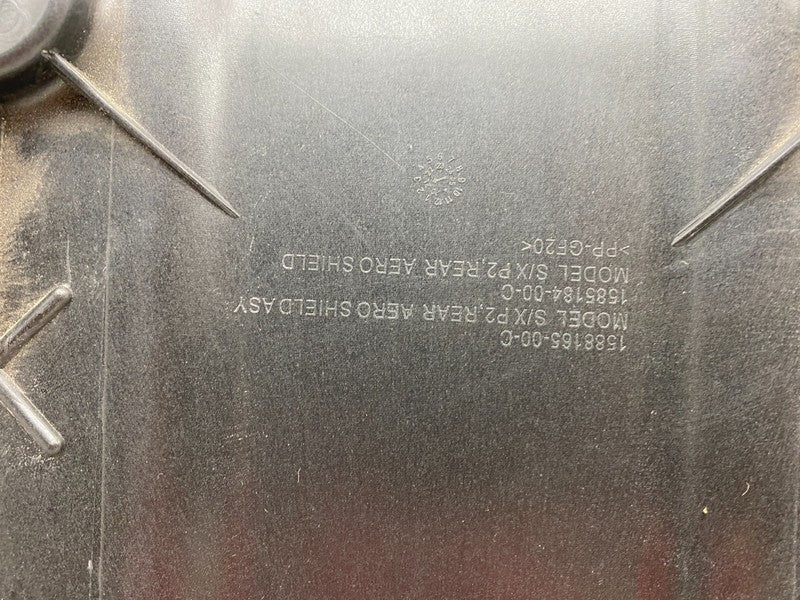 1588165-00-C
MODEL S/X P2,REAR AERO SHIELD ASY
1585184-00-C
MODEL S/X P2,REAR AERO SHIELD
>PP-GF20<